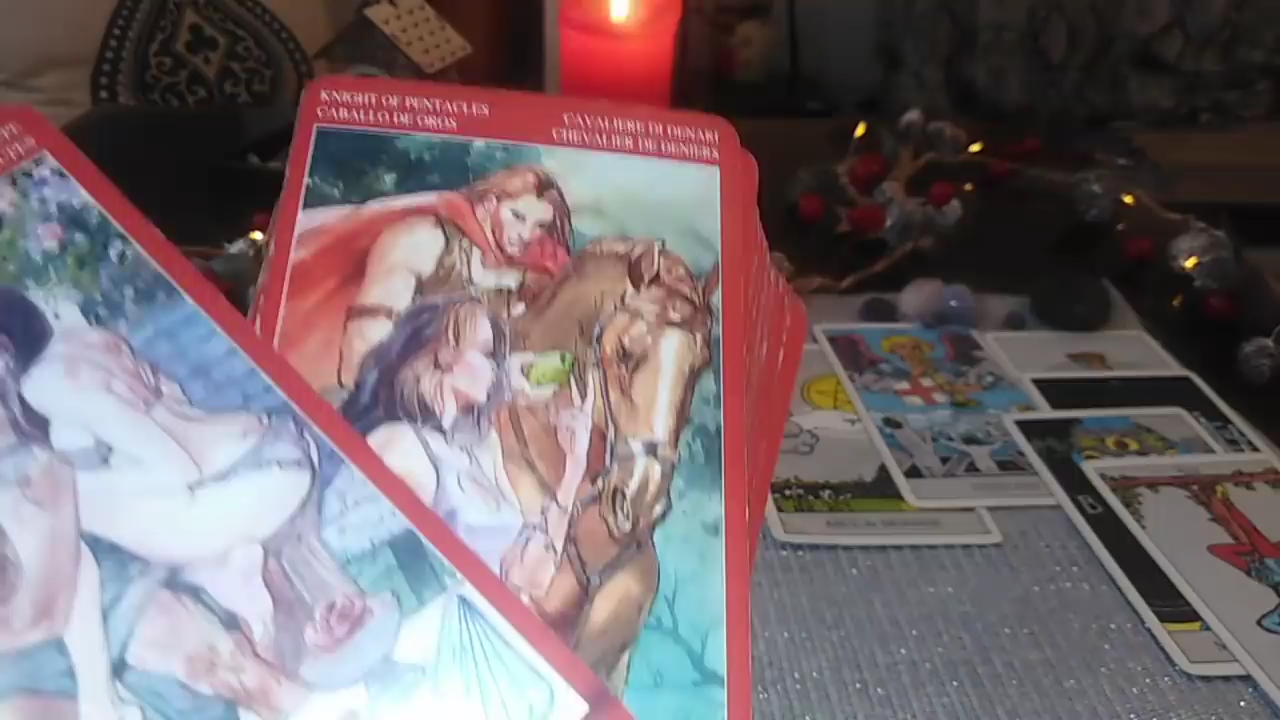 KNIGHT OF PENTACLES
CABALLO DE OROS
CAVALIERE DI DENARI
CHEVALIER DE DENIERS